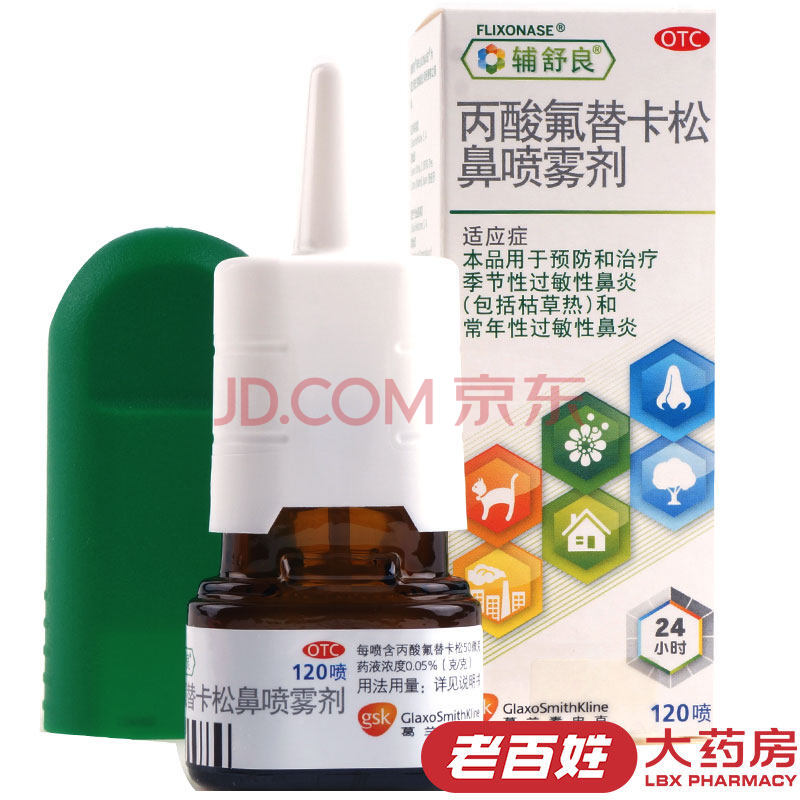 FLIXONASE®
辅舒良®
OTC
丙酸氟替卡松
鼻喷雾剂
适应症
本品用于预防和治疗
季节性过敏性鼻炎
(包括枯草热)和
常年性过敏性鼻炎
JD.COM 京东
24
小时
OTC
120喷
每喷含丙酸氟替卡松50微克
药液浓度0.05%（克/克）
用法用量：详见说明书
替卡松鼻喷雾剂
gsk GlaxoSmithKline
葛兰
GlaxoSmithKline
120喷
老百姓 大药房
LBX PHARMACY